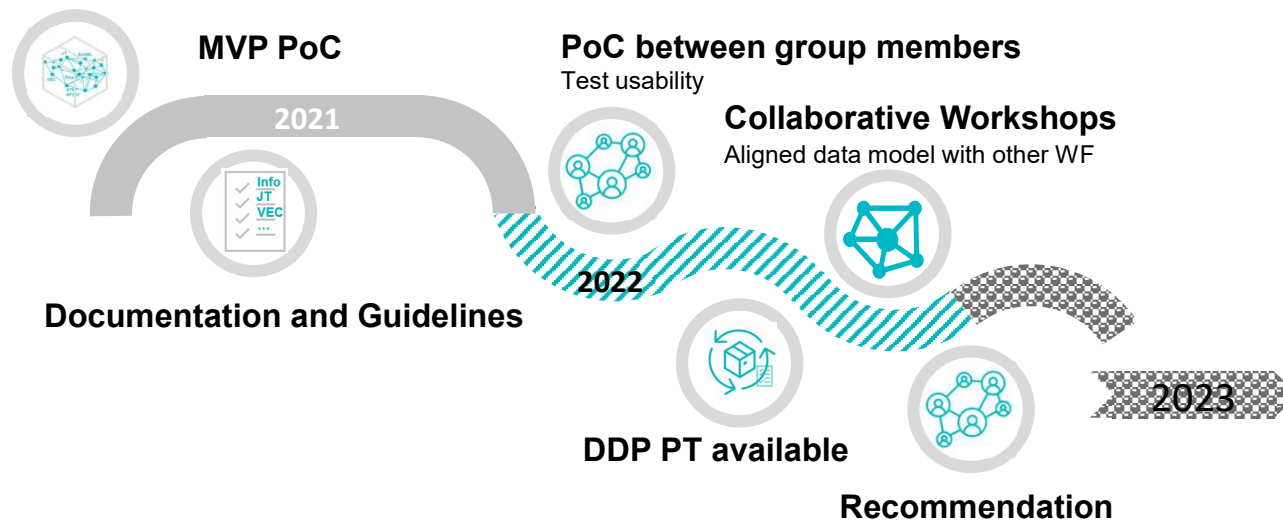 MVP PoC
2021
Info
JT
VEC
...
Documentation and Guidelines
PoC between group members
Test usability
Collaborative Workshops
Aligned data model with other WF
2022
DDP PT available
Recommendation
2023